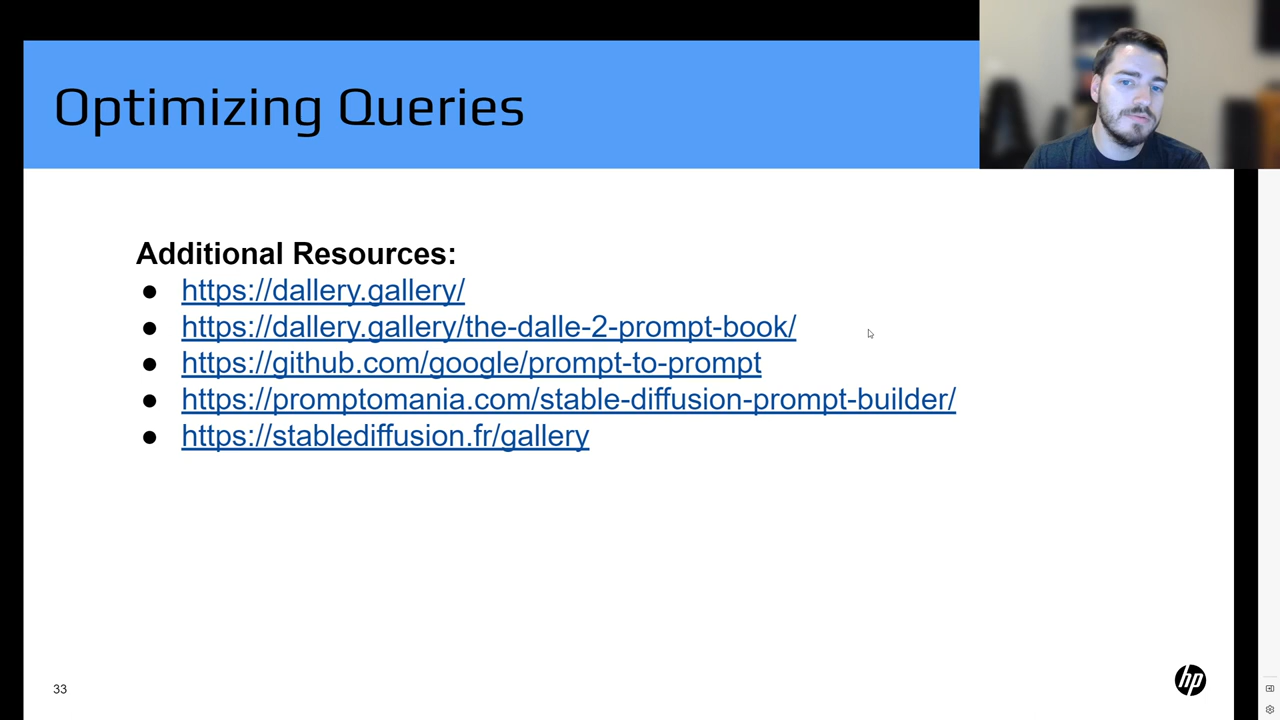 Optimizing Queries
Additional Resources:
● https://dallery.gallery/
● https://dallery.gallery/the-dalle-2-prompt-book/
● https://github.com/google/prompt-to-prompt
● https://promptomania.com/stable-diffusion-prompt-builder/
● https://stablediffusion.fr/gallery
33
hp